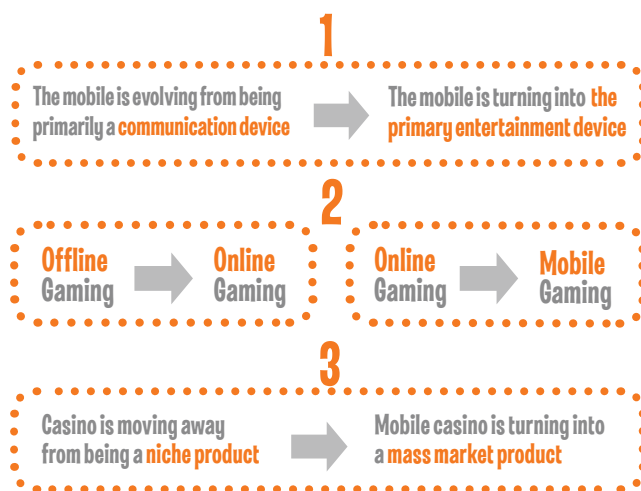 1
The mobile is evolving from being
primarily a communication device
The mobile is turning into the
primary entertainment device
2
Offline
Gaming
Online
Gaming
Online
Gaming
Mobile
Gaming
3
Casino is moving away
from being a niche product
Mobile casino is turning into
a mass market product